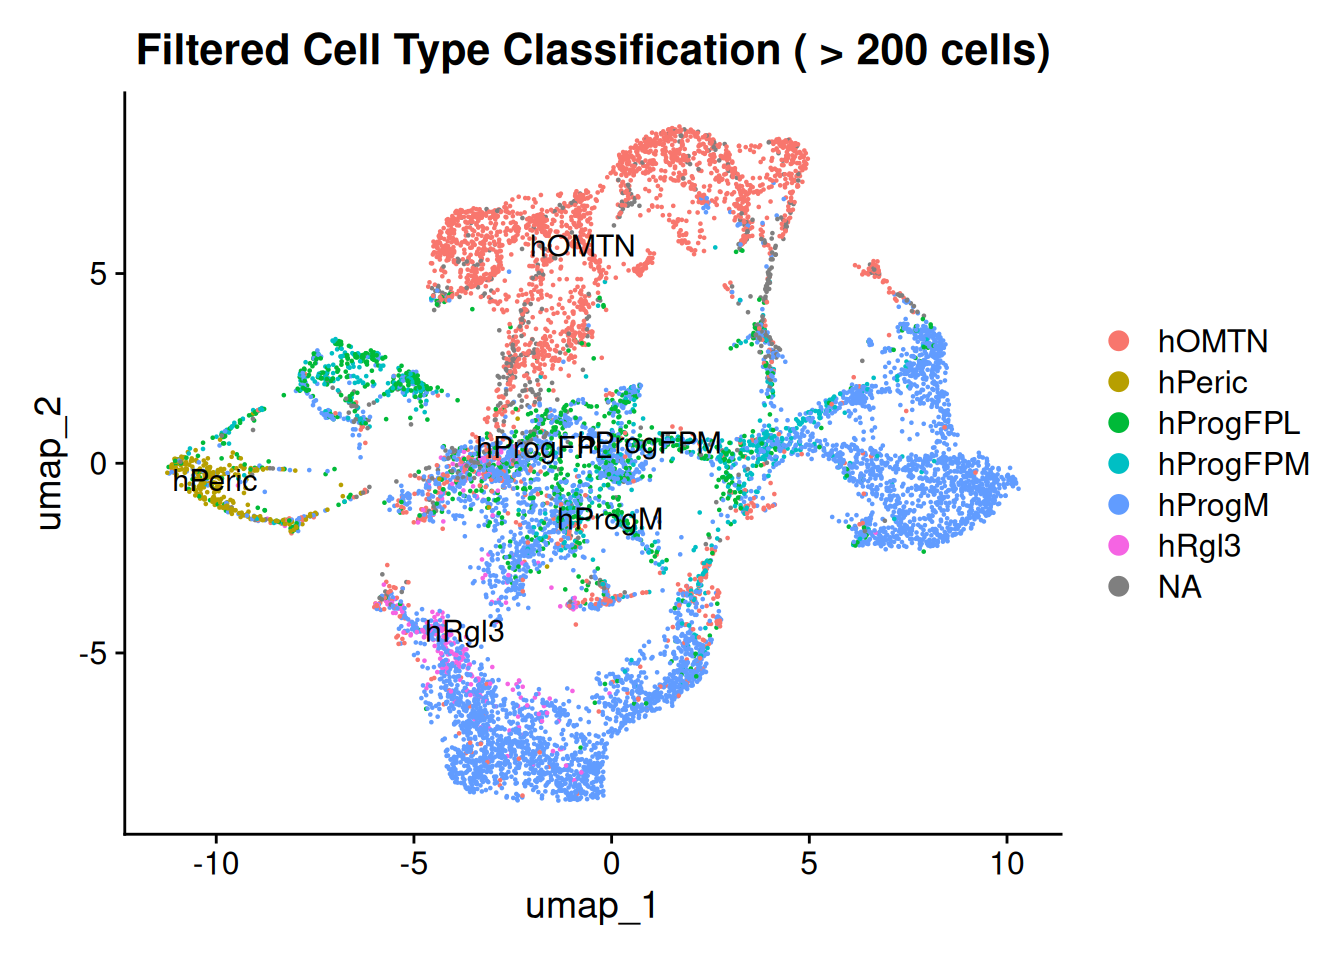 Filtered Cell Type Classification ( > 200 cells)
umap_2
5
0
-5
hOMTN
hProgFPL
hProgFPM
hPeric
hProgM
hRgl3
-10
-5
0
5
10
umap_1
hOMTN
hPeric
hProgFPL
hProgFPM
hProgM
hRgl3
NA